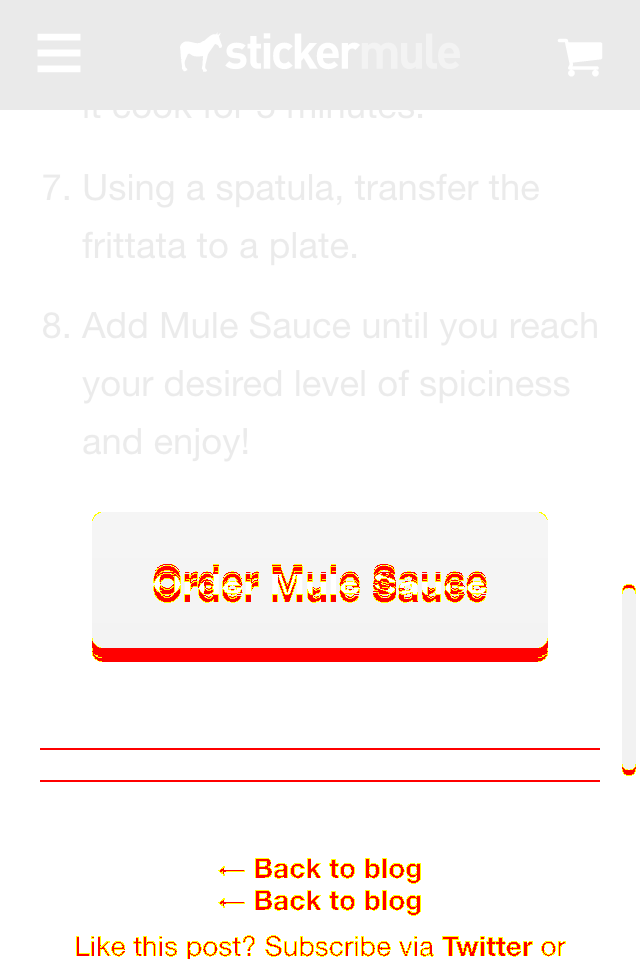 stickermule
it cook for 5 minutes.
7. Using a spatula, transfer the
frittata to a plate.
8. Add Mule Sauce until you reach
your desired level of spiciness
and enjoy!
Order Mule Sauce
← Back to blog
← Back to blog
Like this post? Subscribe via Twitter or